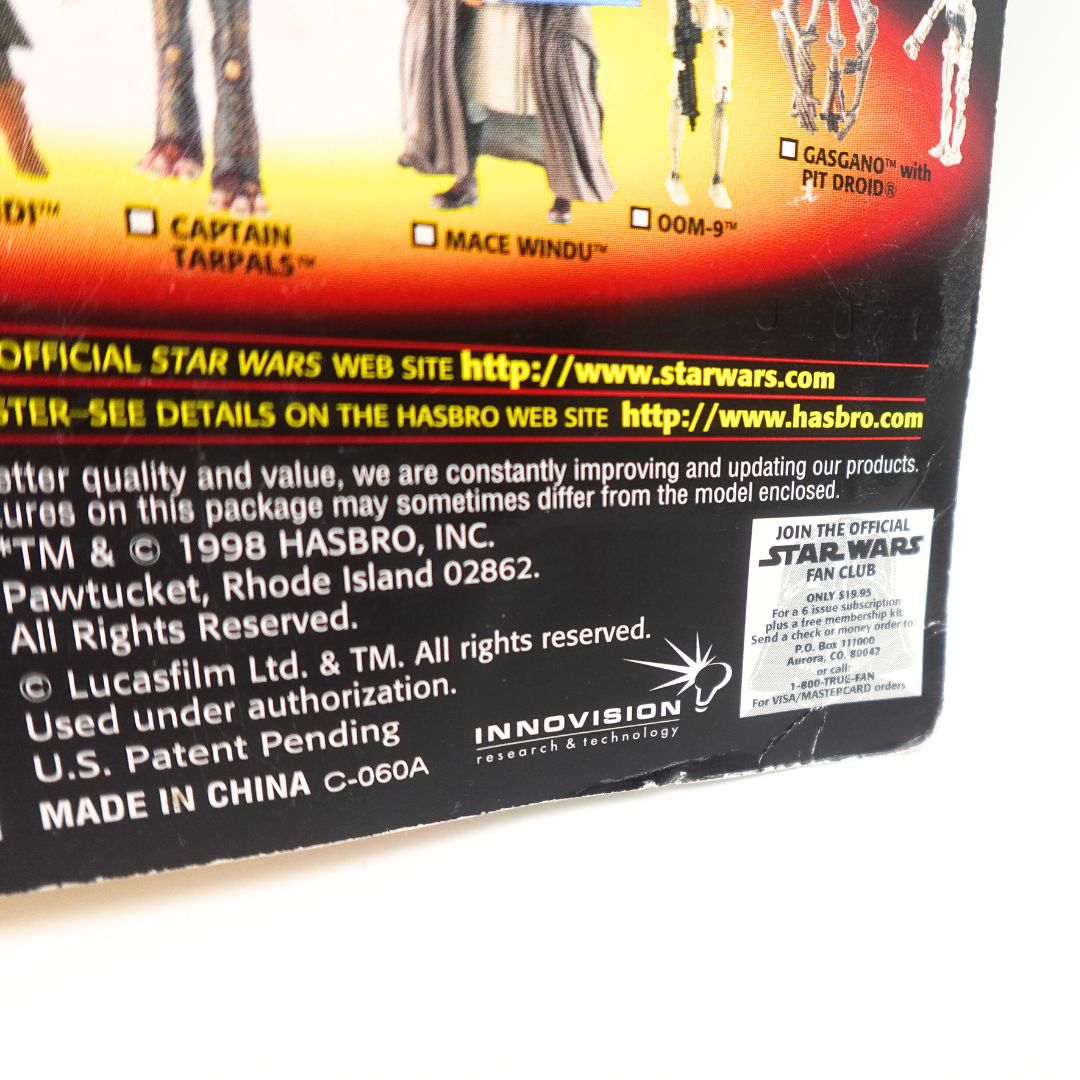 DI™
CAPTAIN
TARPALS™
MACE WINDU™
OOM-9™
GASGANO™ with
PIT DROID®
OFFICIAL STAR WARS WEB SITE http://www.starwars.com
STER–SEE DETAILS ON THE HASBRO WEB SITE http://www.hasbro.com
etter quality and value, we are constantly improving and updating our products.
ures on this package may sometimes differ from the model enclosed.
*TM & © 1998 HASBRO, INC.
Pawtucket, Rhode Island 02862.
All Rights Reserved.
© Lucasfilm Ltd. & TM. All rights reserved.
Used under authorization.
U.S. Patent Pending
MADE IN CHINA C-060A
INNOVISION
research & technology
JOIN THE OFFICIAL
STAR WARS
FAN CLUB
ONLY $19.95
For a 6 issue subscription
plus a free membership kit.
Send a check or money order to:
P.O. Box 111000
Aurora, CO. 80042
or call:
1-800-TRUE-FAN
For VISA/MASTERCARD orders